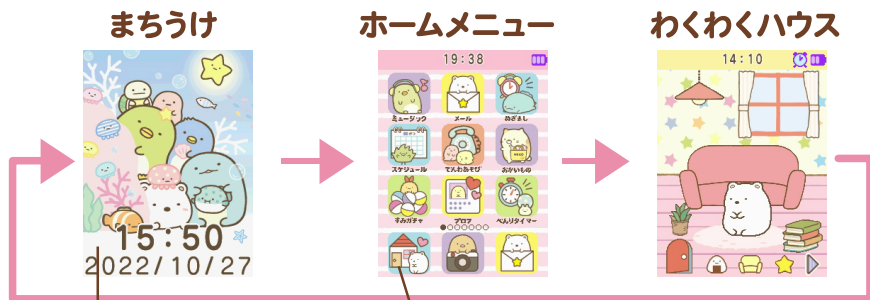 まちうけ
ホームメニュー
わくわくハウス
15:50
2022/10/27
19:38
ミュージック
メール
めざまし
スケジュール
でんわあそび
おかいもの
すみガチャ
プロフ
べんりタイマー
14:10